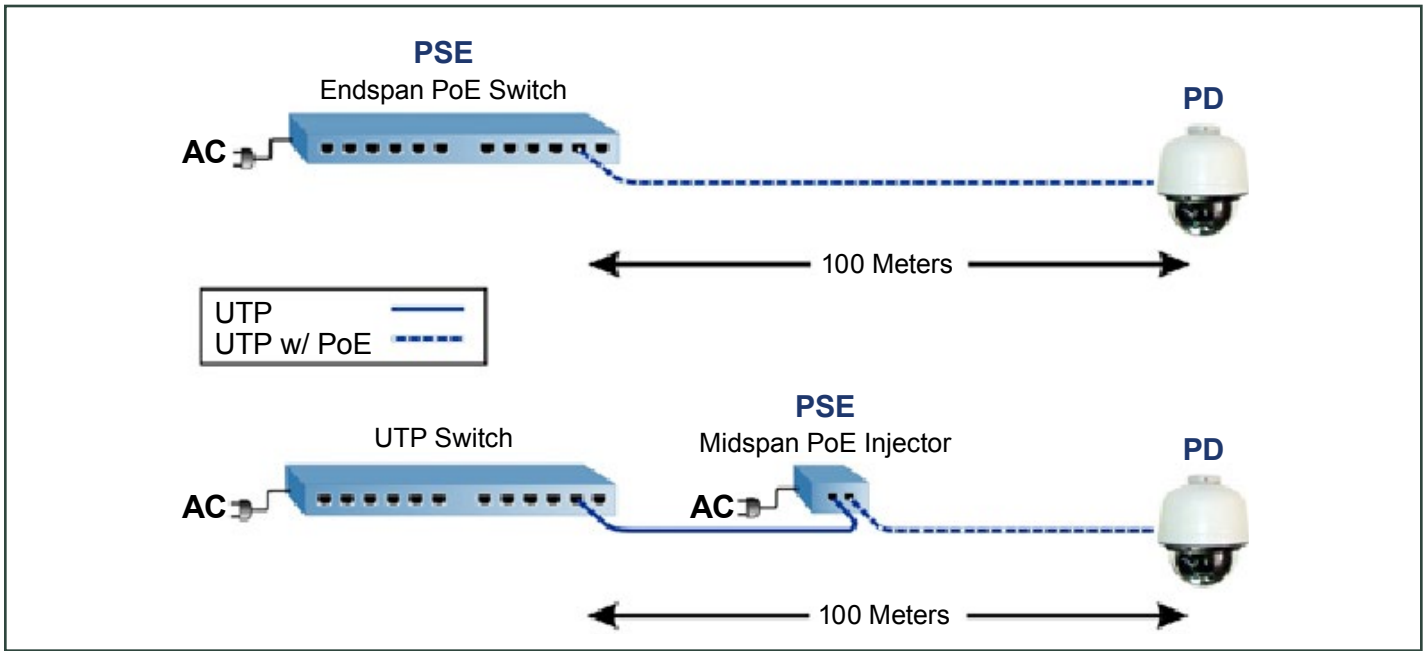 PSE
Endspan PoE Switch
PD
AC
100 Meters
UTP
UTP w/ PoE
PSE
UTP Switch
Midspan PoE Injector
PD
AC
AC
100 Meters